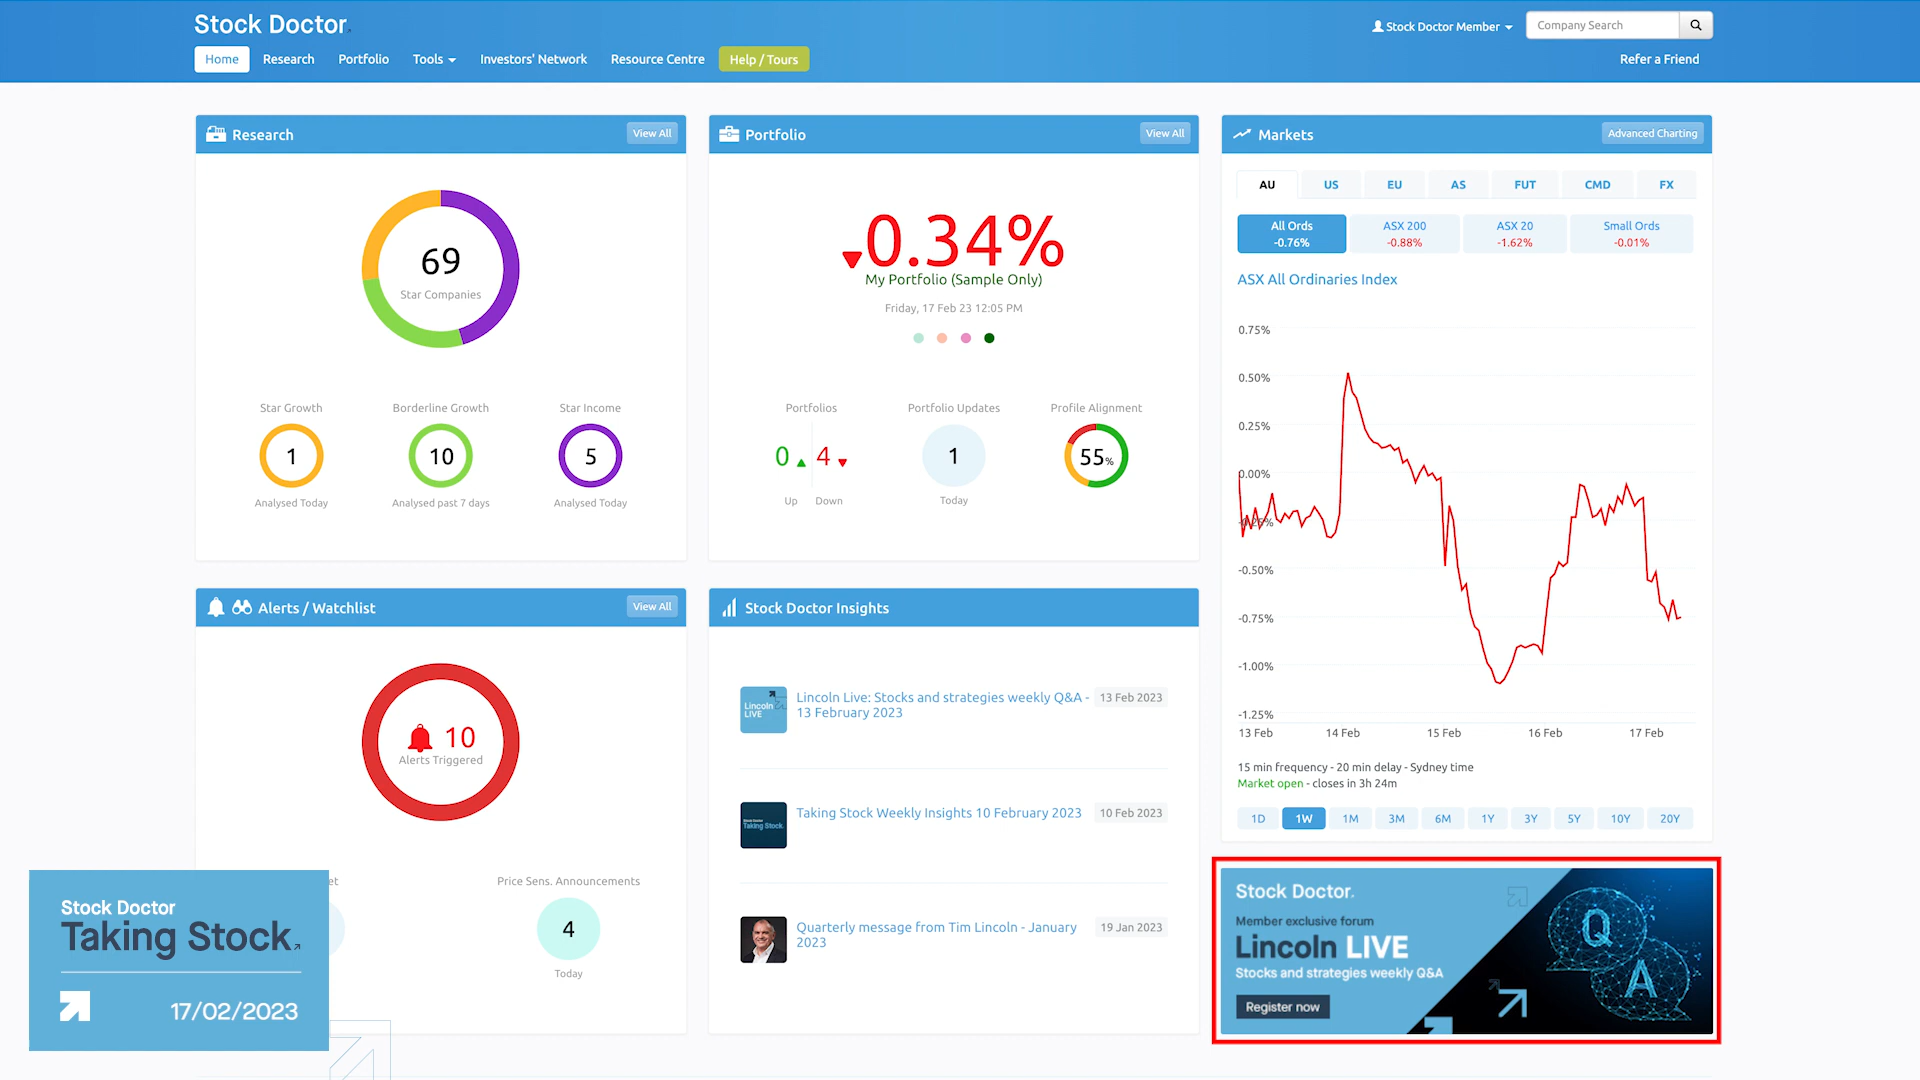 Stock Doctor
Stock Doctor Member
Company Search
Home
Research
Portfolio
Tools
Investors' Network
Resource Centre
Help / Tours
Refer a Friend
Research
View All
69
Star Companies
Star Growth
Borderline Growth
Star Income
1
10
5
Analysed Today
Analysed past 7 days
Analysed Today
Portfolio
View All
0.34%
My Portfolio (Sample Only)
Friday, 17 Feb 23 12:05 PM
Portfolios
Portfolio Updates
Profile Alignment
0
4
1
55%
Up
Down
Today
Markets
Advanced Charting
AU
US
EU
AS
FUT
CMD
FX
All Ords
-0.76%
ASX 200
-0.88%
ASX 20
-1.62%
Small Ords
-0.01%
ASX All Ordinaries Index
0.75%
0.50%
0.25%
0.00%
-0.25%
-0.50%
-0.75%
-1.00%
-1.25%
13 Feb
14 Feb
15 Feb
16 Feb
17 Feb
15 min frequency - 20 min delay - Sydney time
Market open - closes in 3h 24m
1D
1W
1M
3M
6M
1Y
3Y
5Y
10Y
20Y
Alerts / Watchlist
View All
10
Alerts Triggered
et
Price Sens. Announcements
4
Today
Stock Doctor Insights
Lincoln
LIVE
Lincoln Live: Stocks and strategies weekly Q&A -
13 February 2023
13 Feb 2023
Stock Doctor
Taking Stock.
Taking Stock Weekly Insights 10 February 2023
10 Feb 2023
Quarterly message from Tim Lincoln - January
2023
19 Jan 2023
Stock Doctor
Taking Stock.
17/02/2023
Stock Doctor.
Member exclusive forum
Lincoln LIVE
Stocks and strategies weekly Q&A
Register now
Q
A